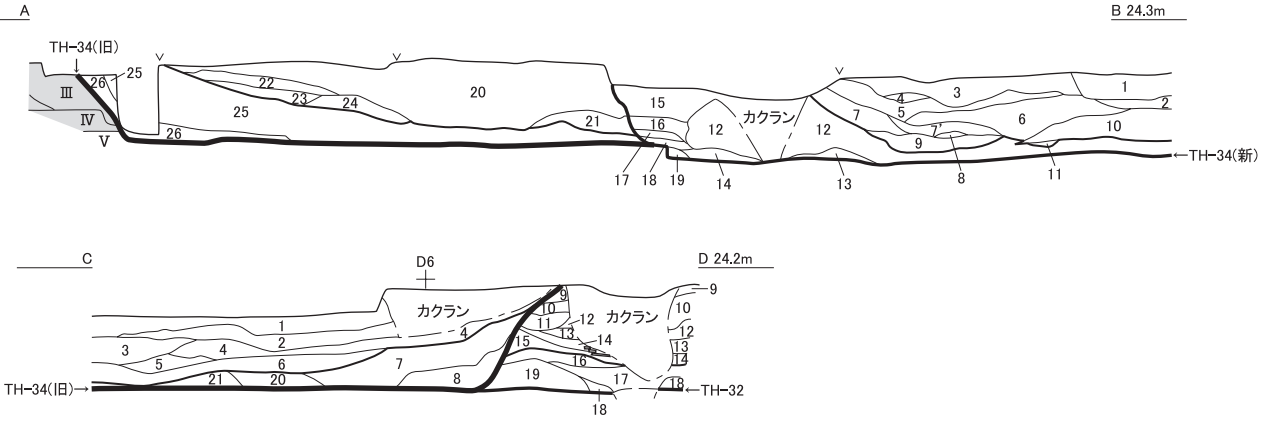 A B 24.3m
TH-34(旧)
26 25 22 23 24 25 20 21 26
Ⅲ Ⅳ Ⅴ
15 16 12 カクラン 12 7 4 5 3 7' 9 6 1 2 10
17 18 19 14 13 8 11 ←TH-34(新)
C D6 D 24.2m
カクラン 9 10 11 12 13 14 15 16 カクラン 9 10 12 13 14
1 2 3 4 5 6 4 7 8 19 17 18
TH-34(旧)→ 21 20 18 ←TH-32